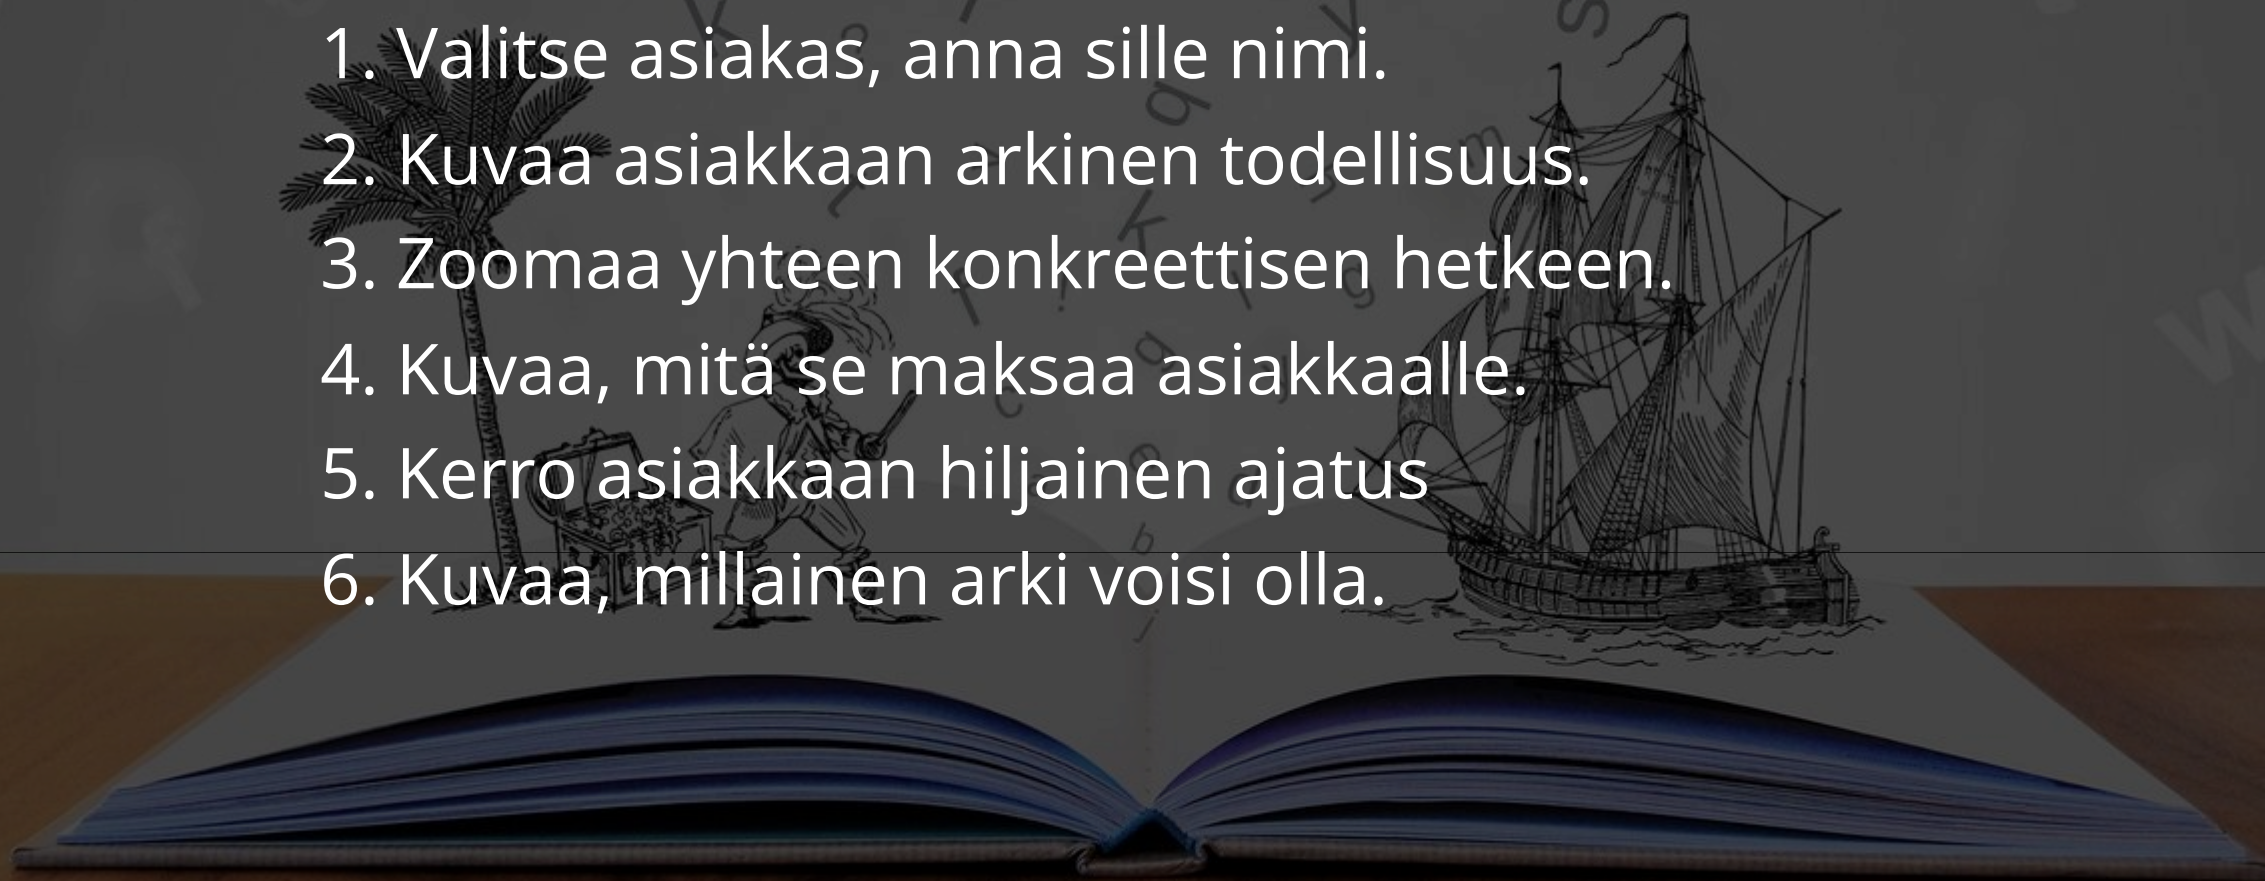 1. Valitse asiakas, anna sille nimi.
2. Kuvaa asiakkaan arkinen todellisuus.
3. Zoomaa yhteen konkreettisen hetkeen.
4. Kuvaa, mitä se maksaa asiakkaalle.
5. Kerro asiakkaan hiljainen ajatus
6. Kuvaa, millainen arki voisi olla.